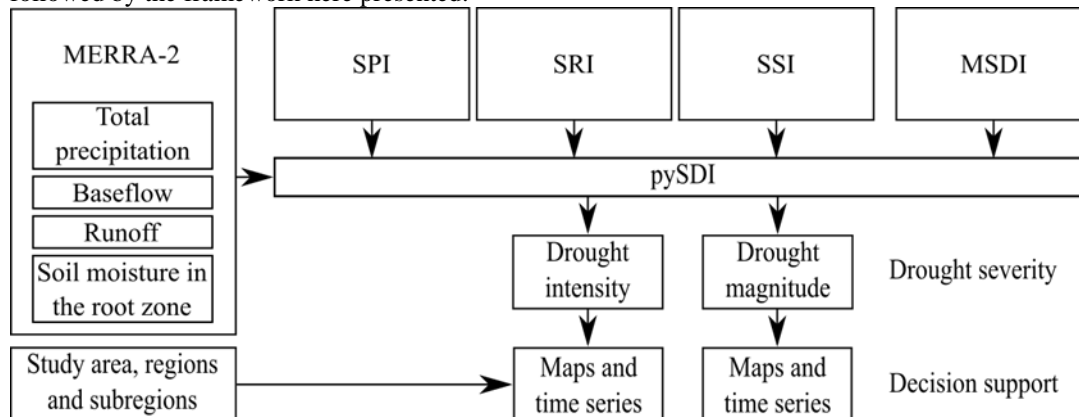 followed by the framework here presented.
MERRA-2
Total
precipitation
Baseflow
Runoff
Soil moisture in
the root zone
SPI
SRI
SSI
MSDI
pySDI
Drought
intensity
Drought
magnitude
Drought severity
Study area, regions
and subregions
Maps and
time series
Maps and
time series
Decision support